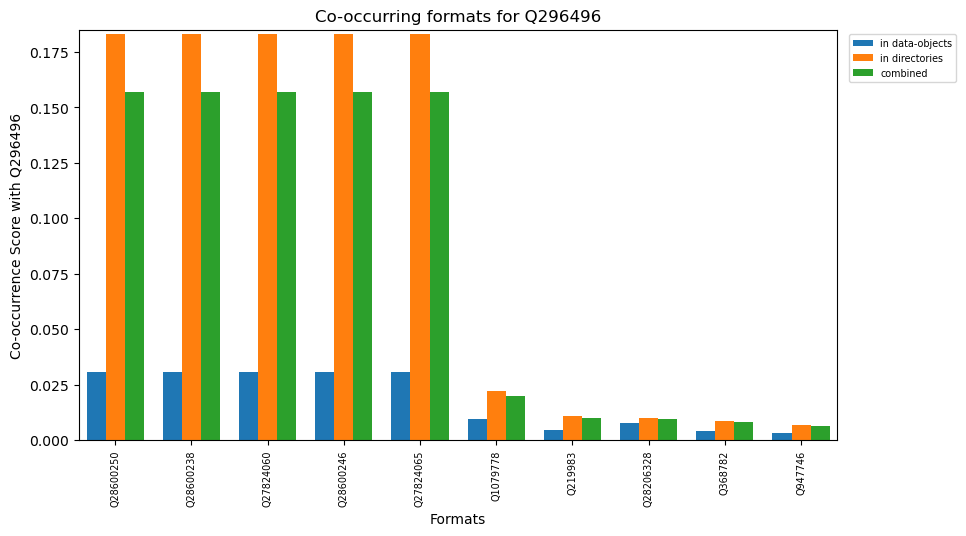 Co-occurring formats for Q296496
in data-objects
in directories
combined
Co-occurrence Score with Q296496
0.175
0.150
0.125
0.100
0.075
0.050
0.025
0.000
Q28600250
Q28600238
Q27824060
Q28600246
Q27824065
Q1079778
Q219983
Q28206328
Q368782
Q947746
Formats